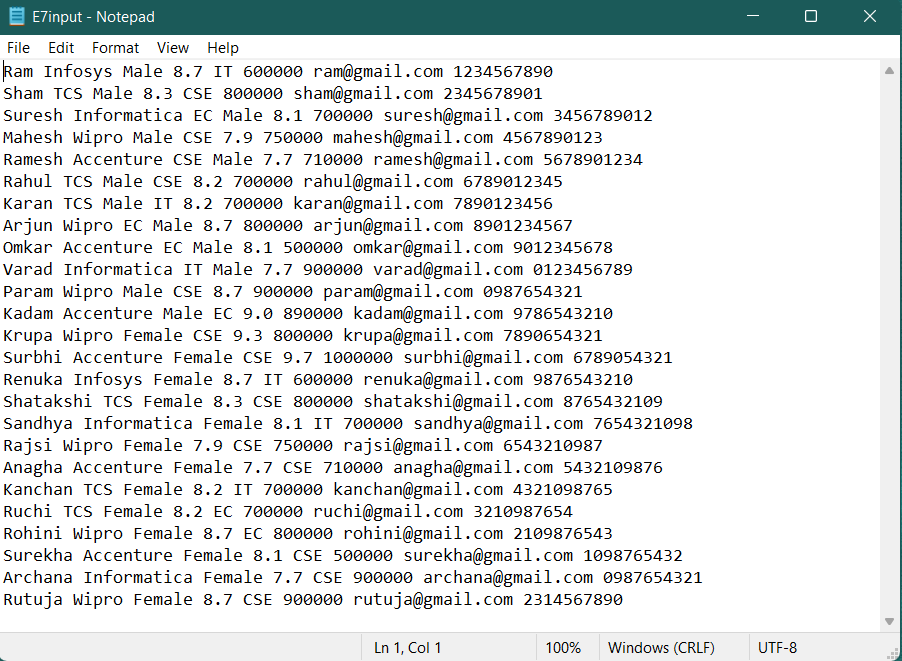 E7input - Notepad
File Edit Format View Help
Ram Infosys Male 8.7 IT 600000 ram@gmail.com 1234567890
Sham TCS Male 8.3 CSE 800000 sham@gmail.com 2345678901
Suresh Informatica EC Male 8.1 700000 suresh@gmail.com 3456789012
Mahesh Wipro Male CSE 7.9 750000 mahesh@gmail.com 4567890123
Ramesh Accenture CSE Male 7.7 710000 ramesh@gmail.com 5678901234
Rahul TCS Male CSE 8.2 700000 rahul@gmail.com 6789012345
Karan TCS Male IT 8.2 700000 karan@gmail.com 7890123456
Arjun Wipro EC Male 8.7 800000 arjun@gmail.com 8901234567
Omkar Accenture EC Male 8.1 500000 omkar@gmail.com 9012345678
Varad Informatica IT Male 7.7 900000 varad@gmail.com 0123456789
Param Wipro Male CSE 8.7 900000 param@gmail.com 0987654321
Kadam Accenture Male EC 9.0 890000 kadam@gmail.com 9786543210
Krupa Wipro Female CSE 9.3 800000 krupa@gmail.com 7890654321
Surbhi Accenture Female CSE 9.7 1000000 surbhi@gmail.com 6789054321
Renuka Infosys Female 8.7 IT 600000 renuka@gmail.com 9876543210
Shatakshi TCS Female 8.3 CSE 800000 shatakshi@gmail.com 8765432109
Sandhya Informatica Female 8.1 IT 700000 sandhya@gmail.com 7654321098
Rajsi Wipro Female 7.9 CSE 750000 rajsi@gmail.com 6543210987
Anagha Accenture Female 7.7 CSE 710000 anagha@gmail.com 5432109876
Kanchan TCS Female 8.2 IT 700000 kanchan@gmail.com 4321098765
Ruchi TCS Female 8.2 EC 700000 ruchi@gmail.com 3210987654
Rohini Wipro Female 8.7 EC 800000 rohini@gmail.com 2109876543
Surekha Accenture Female 8.1 CSE 500000 surekha@gmail.com 1098765432
Archana Informatica Female 7.7 CSE 900000 archana@gmail.com 0987654321
Rutuja Wipro Female 8.7 CSE 900000 rutuja@gmail.com 2314567890
Ln 1, Col 1 100% Windows (CRLF) UTF-8